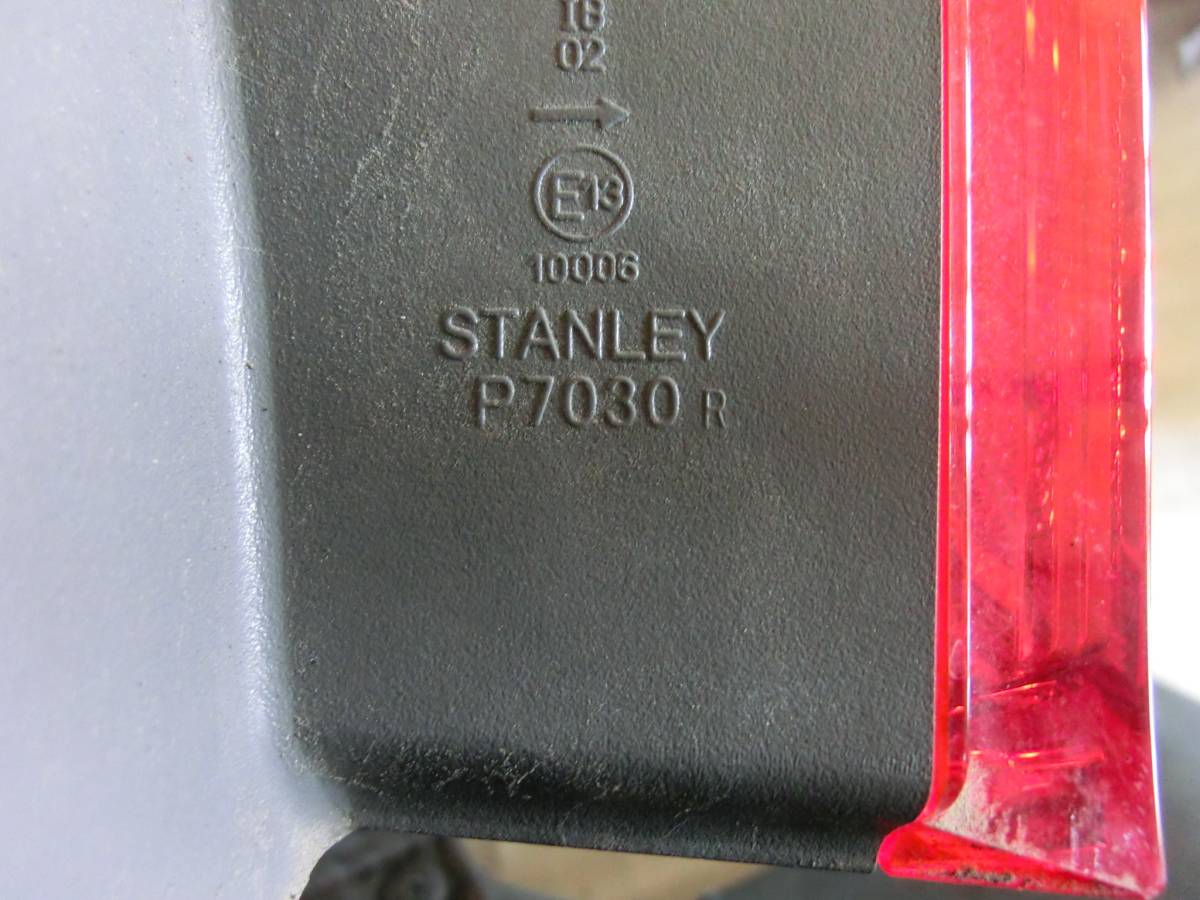 IB
02
E13
10006
STANLEY
P7030 R